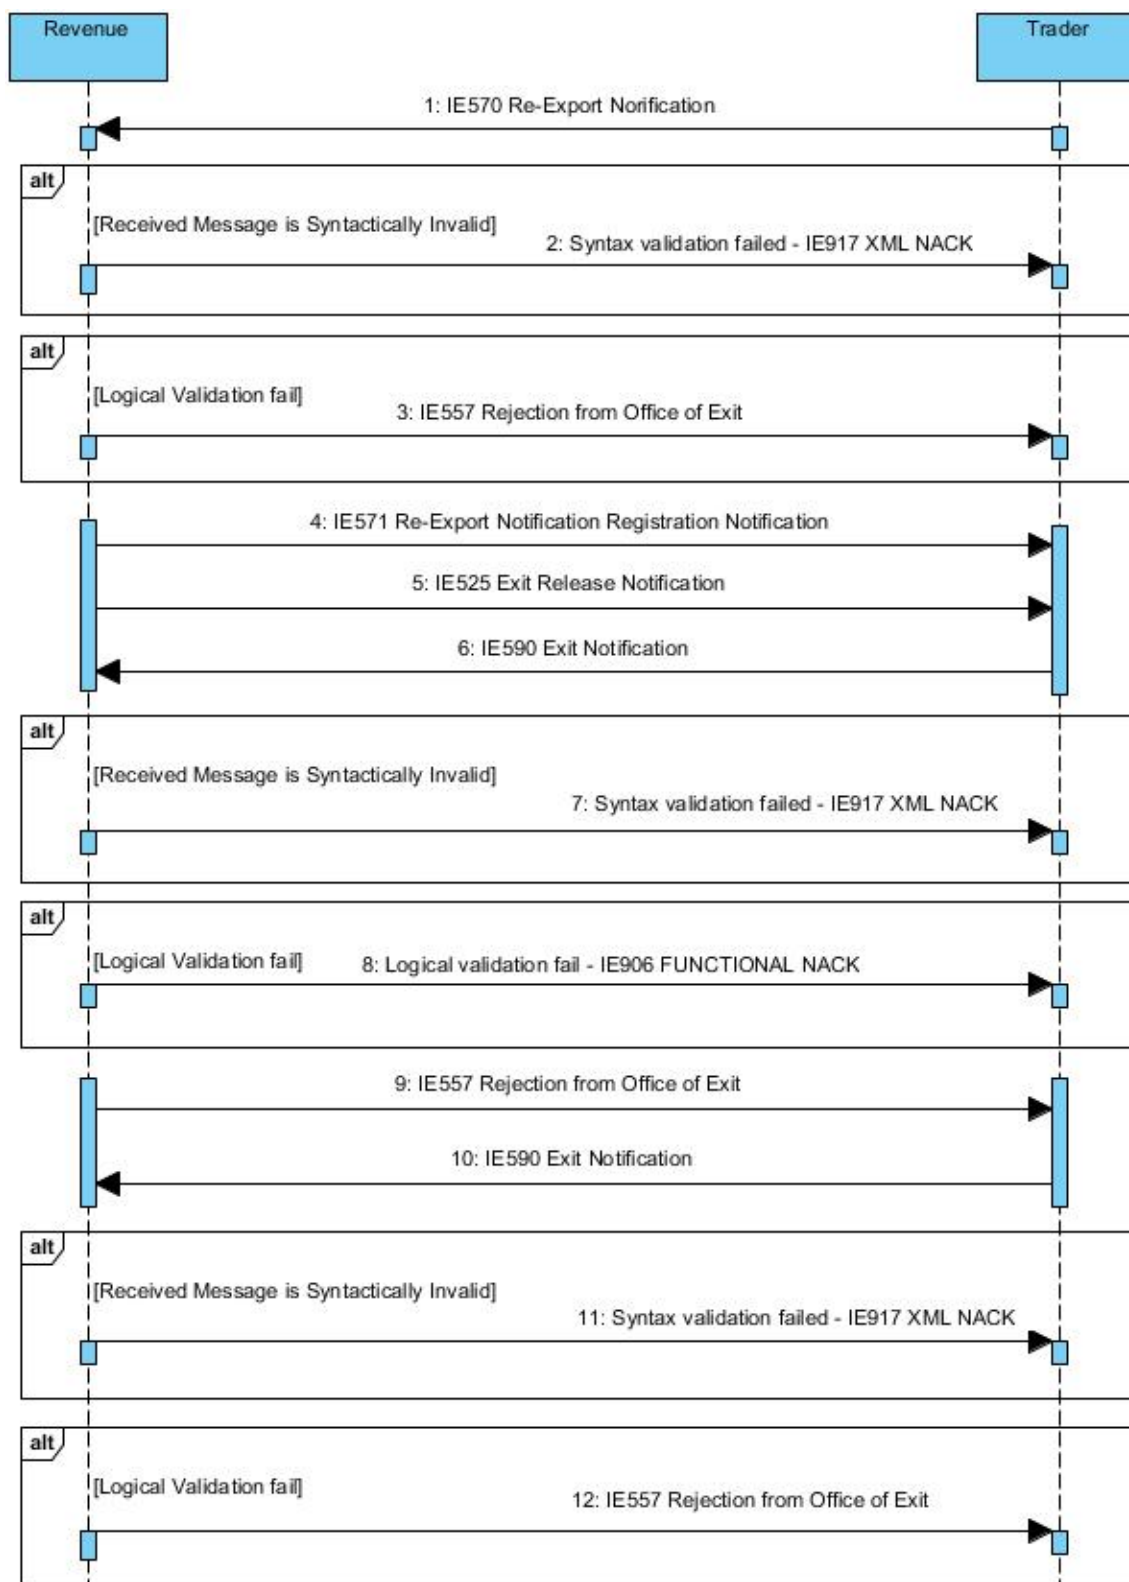 Revenue
Trader
1: IE570 Re-Export Norification
alt
[Received Message is Syntactically Invalid]
2: Syntax validation failed - IE917 XML NACK
alt
[Logical Validation fail]
3: IE557 Rejection from Office of Exit
4: IE571 Re-Export Notification Registration Notification
5: IE525 Exit Release Notification
6: IE590 Exit Notification
alt
[Received Message is Syntactically Invalid]
7: Syntax validation failed - IE917 XML NACK
alt
[Logical Validation fail]
8: Logical validation fail - IE906 FUNCTIONAL NACK
9: IE557 Rejection from Office of Exit
10: IE590 Exit Notification
alt
[Received Message is Syntactically Invalid]
11: Syntax validation failed - IE917 XML NACK
alt
[Logical Validation fail]
12: IE557 Rejection from Office of Exit